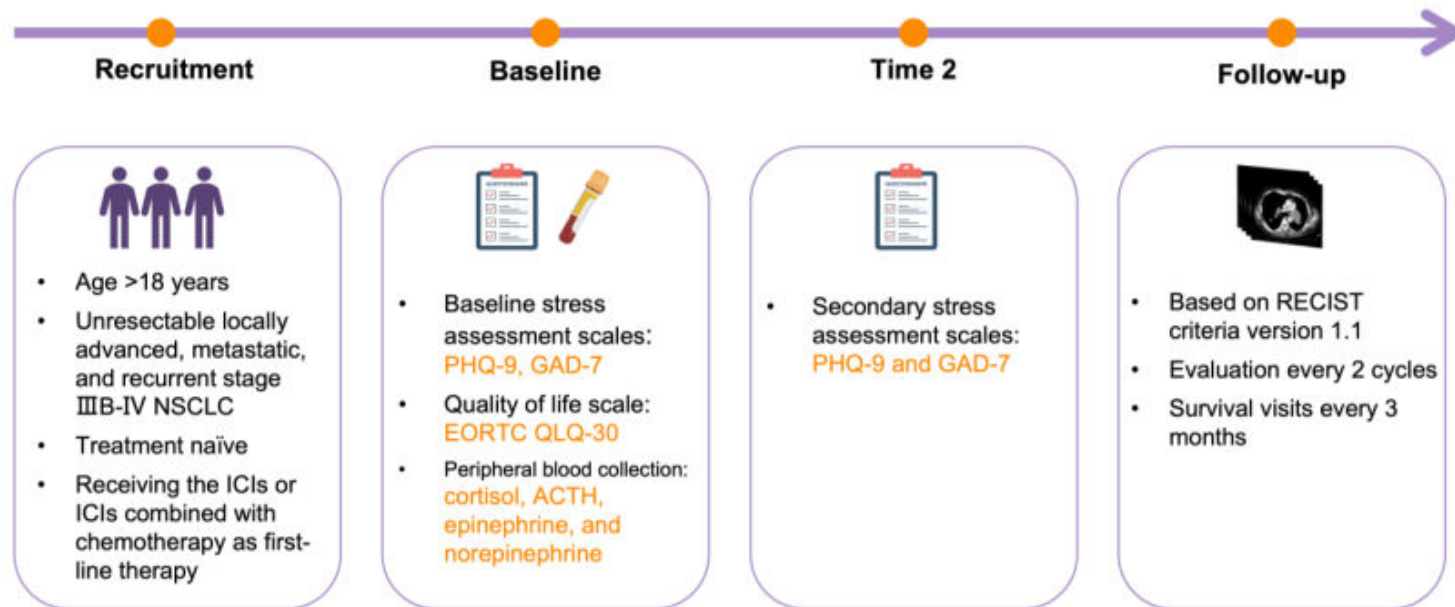 Recruitment
Baseline
Time 2
Follow-up
• Age >18 years
• Unresectable locally
advanced, metastatic,
and recurrent stage
ⅢB-Ⅳ NSCLC
• Treatment naïve
• Receiving the ICIs or
ICIs combined with
chemotherapy as first-
line therapy
QUESTIONNAIRE
• Baseline stress
assessment scales:
PHQ-9, GAD-7
• Quality of life scale:
EORTC QLQ-30
• Peripheral blood collection:
cortisol, ACTH,
epinephrine, and
norepinephrine
QUESTIONNAIRE
• Secondary stress
assessment scales:
PHQ-9 and GAD-7
• Based on RECIST
criteria version 1.1
• Evaluation every 2 cycles
• Survival visits every 3
months